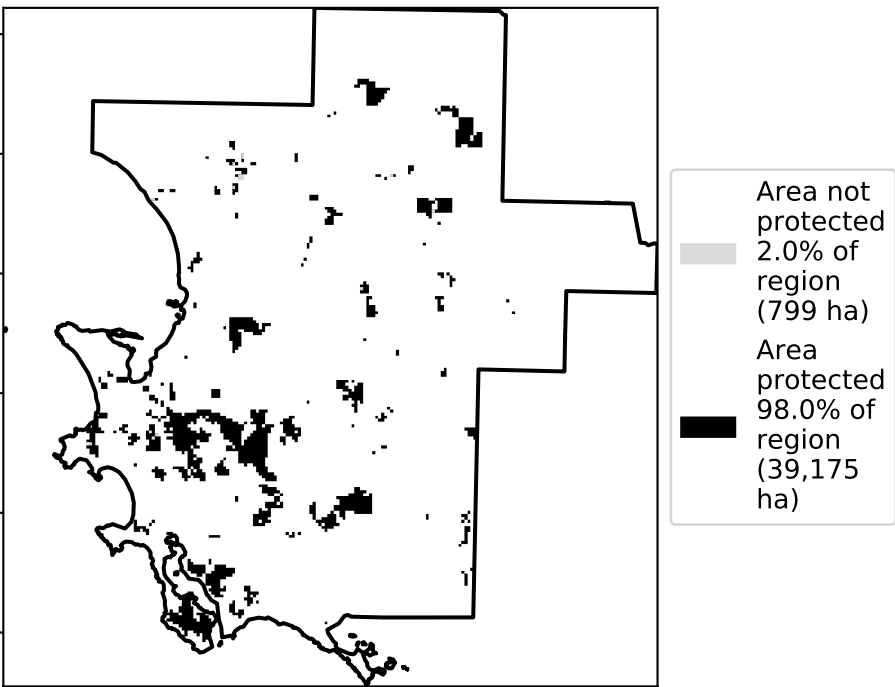 Area not
protected
2.0% of
region
(799 ha)
Area
protected
98.0% of
region
(39,175
ha)